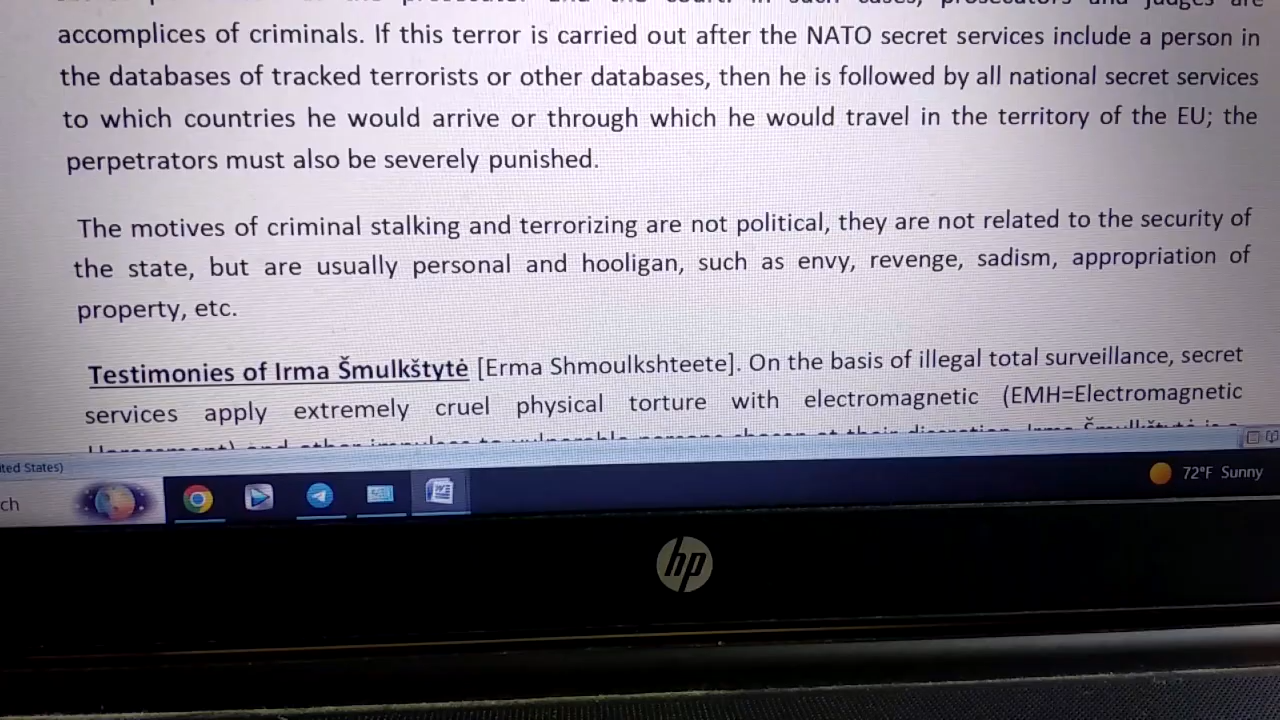 accomplices of criminals. If this terror is carried out after the NATO secret services include a person in
the databases of tracked terrorists or other databases, then he is followed by all national secret services
to which countries he would arrive or through which he would travel in the territory of the EU; the
perpetrators must also be severely punished.
The motives of criminal stalking and terrorizing are not political, they are not related to the security of
the state, but are usually personal and hooligan, such as envy, revenge, sadism, appropriation of
property, etc.
Testimonies of Irma Šmulkštytė [Erma Shmoulkshteete]. On the basis of illegal total surveillance, secret
services apply extremely cruel physical torture with electromagnetic (EMH=Electromagnetic
ted States)
ch
72°F Sunny
hp